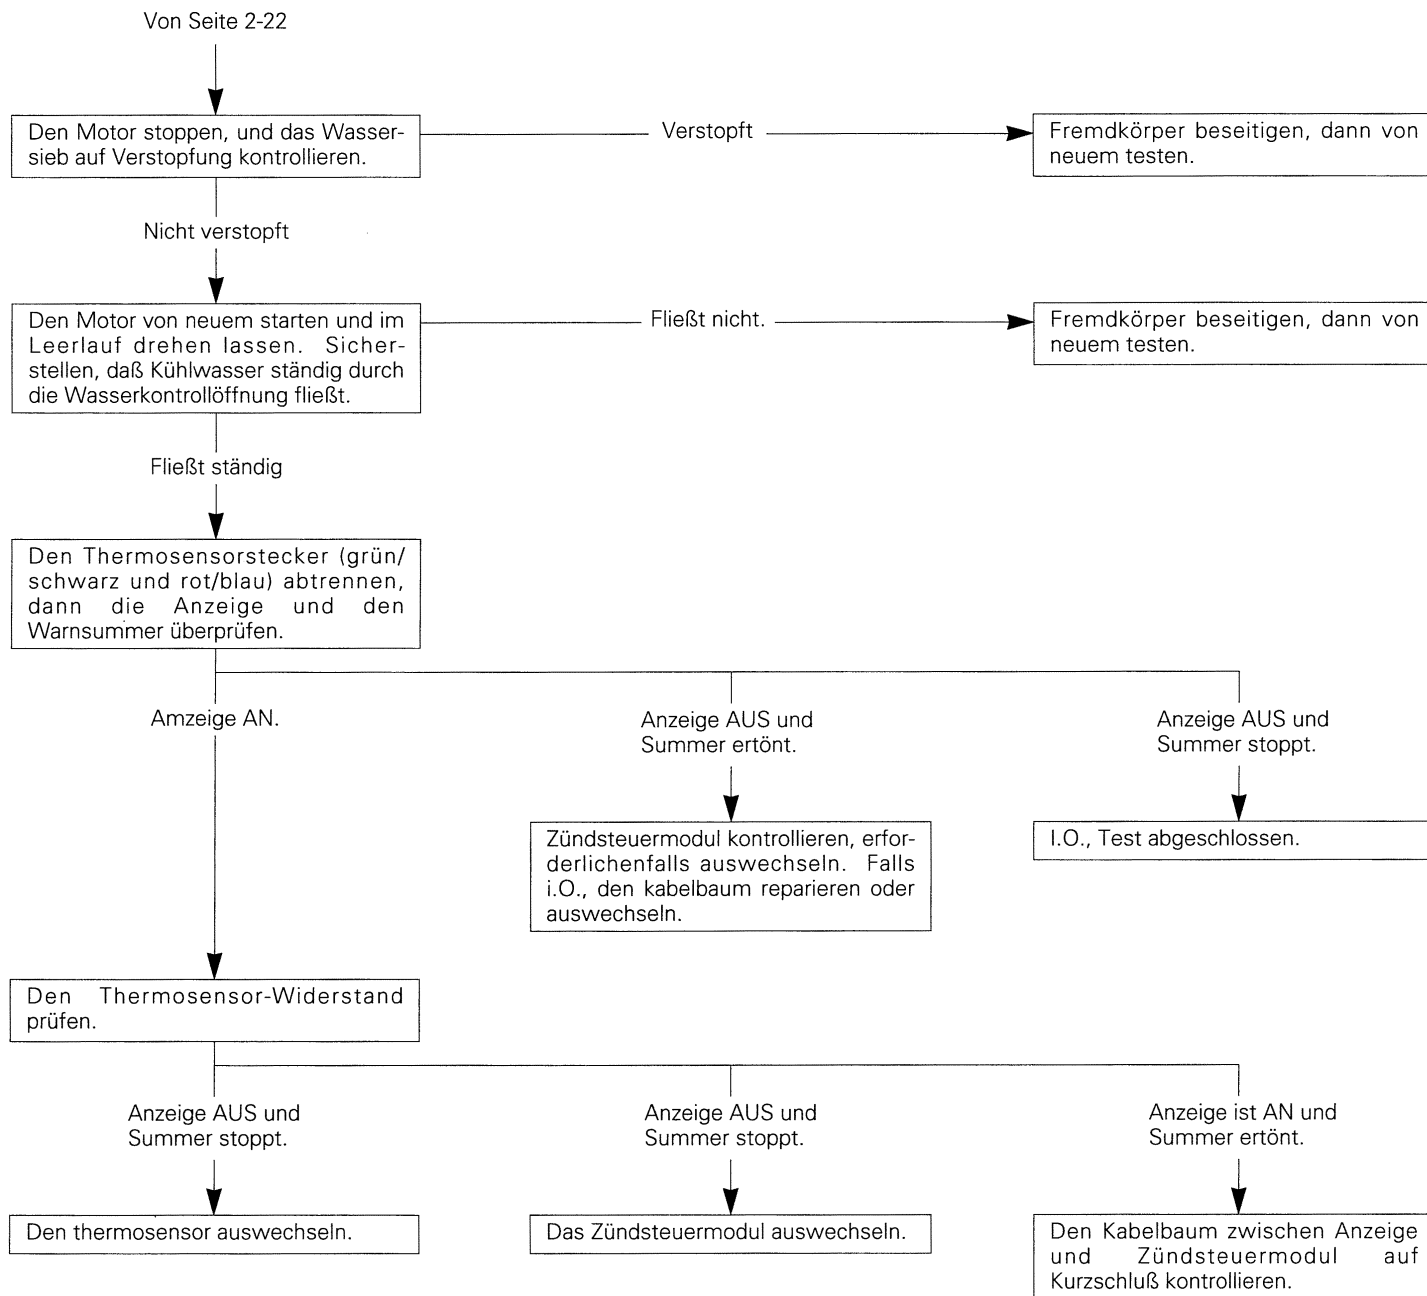 Von Seite 2-22
Den Motor stoppen, und das Wasser-
sieb auf Verstopfung kontrollieren.
Verstopft
Fremdkörper beseitigen, dann von
neuem testen.
Nicht verstopft
Den Motor von neuem starten und im
Leerlauf drehen lassen. Sicher-
stellen, daß Kühlwasser ständig durch
die Wasserkontrollöffnung fließt.
Fließt nicht.
Fremdkörper beseitigen, dann von
neuem testen.
Fließt ständig
Den Thermosensorstecker (grün/
schwarz und rot/blau) abtrennen,
dann die Anzeige und den
Warnsummer überprüfen.
Amzeige AN.
Anzeige AUS und
Summer ertönt.
Anzeige AUS und
Summer stoppt.
Zündsteuermodul kontrollieren, erfor-
derlichenfalls auswechseln. Falls
i.O., den kabelbaum reparieren oder
auswechseln.
I.O., Test abgeschlossen.
Den Thermosensor-Widerstand
prüfen.
Anzeige AUS und
Summer stoppt.
Anzeige AUS und
Summer stoppt.
Anzeige ist AN und
Summer ertönt.
Den thermosensor auswechseln.
Das Zündsteuermodul auswechseln.
Den Kabelbaum zwischen Anzeige
und Zündsteuermodul auf
Kurzschluß kontrollieren.